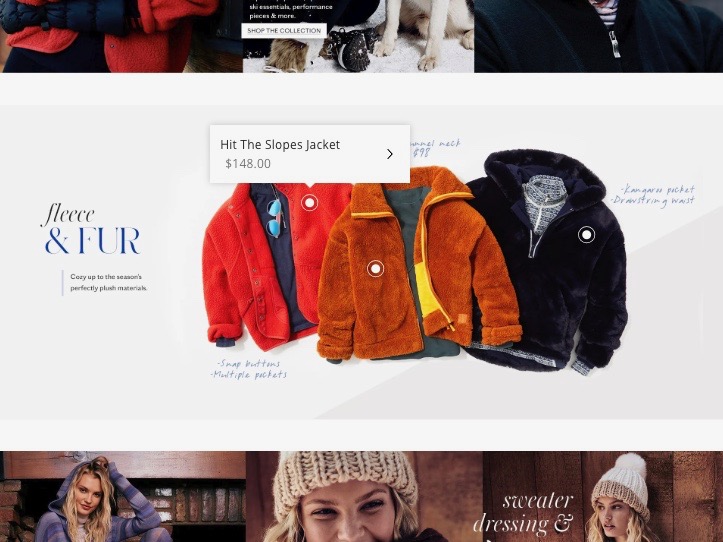 ski essentials, performance
pieces & more.
SHOP THE COLLECTION
Hit The Slopes Jacket
$148.00
neck
$98
-Kangaroo pocket
-Drawstring waist
fleece
& FUR
Cozy up to the season's
perfectly plush materials.
-Snap buttons
-Multiple pockets
sweater
dressing &